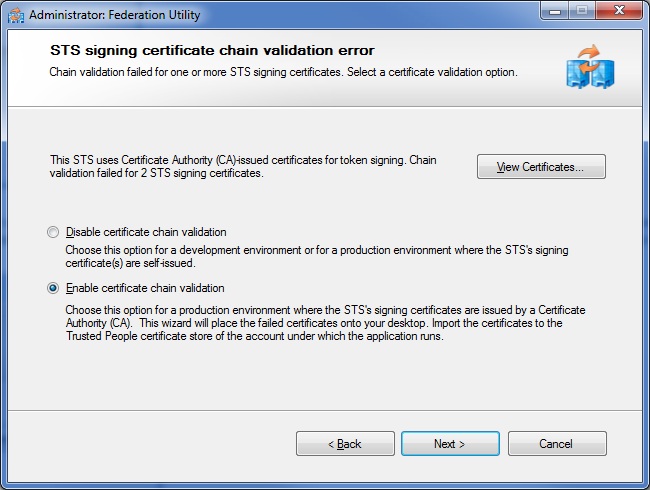 Administrator: Federation Utility
STS signing certificate chain validation error
Chain validation failed for one or more STS signing certificates. Select a certificate validation option.
This STS uses Certificate Authority (CA)-issued certificates for token signing. Chain
validation failed for 2 STS signing certificates.
View Certificates...
Disable certificate chain validation
Choose this option for a development environment or for a production environment where the STS's signing
certificate(s) are self-issued.
Enable certificate chain validation
Choose this option for a production environment where the STS's signing certificates are issued by a Certificate
Authority (CA).  This wizard will place the failed certificates onto your desktop. Import the certificates to the
Trusted People certificate store of the account under which the application runs.
< Back
Next >
Cancel